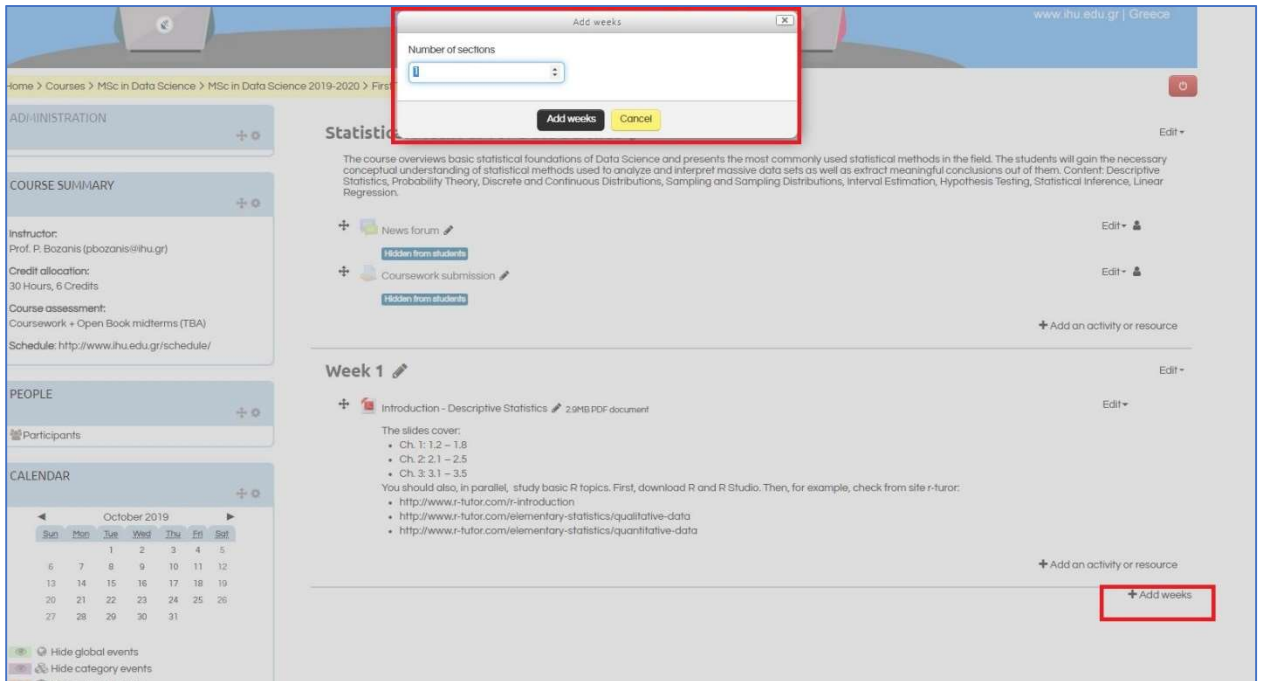 www.ihu.edu.gr | Greece
Add weeks
Number of sections
1
Add weeks Cancel
Home > Courses > MSc in Data Science > MSc in Data Science 2019-2020 > First
ADMINISTRATION
COURSE SUMMARY
Instructor:
Prof. P. Bozanis (pbozanis@ihu.gr)
Credit allocation:
30 Hours, 6 Credits
Course assessment:
Coursework + Open Book midterms (TBA)
Schedule: http://www.ihu.edu.gr/schedule/
PEOPLE
Participants
CALENDAR
October 2019
Sun Mon Tue Wed Thu Fri Sat
1 2 3 4 5
6 7 8 9 10 11 12
13 14 15 16 17 18 19
20 21 22 23 24 25 26
27 28 29 30 31
Hide global events
Hide category events
Edit
The course overviews basic statistical foundations of Data Science and presents the most commonly used statistical methods in the field. The students will gain the necessary
conceptual understanding of statistical methods used to analyze and interpret massive data sets as well as extract meaningful conclusions out of them. Content: Descriptive
Statistics, Probability Theory, Discrete and Continuous Distributions, Sampling and Sampling Distributions, Interval Estimation, Hypothesis Testing, Statistical Inference, Linear
Regression.
News forum Edit
Hidden from students
Coursework submission Edit
Hidden from students
Add an activity or resource
Week 1 Edit
Introduction - Descriptive Statistics 2.9MB PDF document Edit
The slides cover:
• Ch. 1: 1.2 – 1.8
• Ch. 2: 2.1 – 2.5
• Ch. 3: 3.1 – 3.5
You should also, in parallel, study basic R topics. First, download R and R Studio. Then, for example, check from site r-turor:
• http://www.r-tutor.com/r-introduction
• http://www.r-tutor.com/elementary-statistics/qualitative-data
• http://www.r-tutor.com/elementary-statistics/quantitative-data
Add an activity or resource
Add weeks